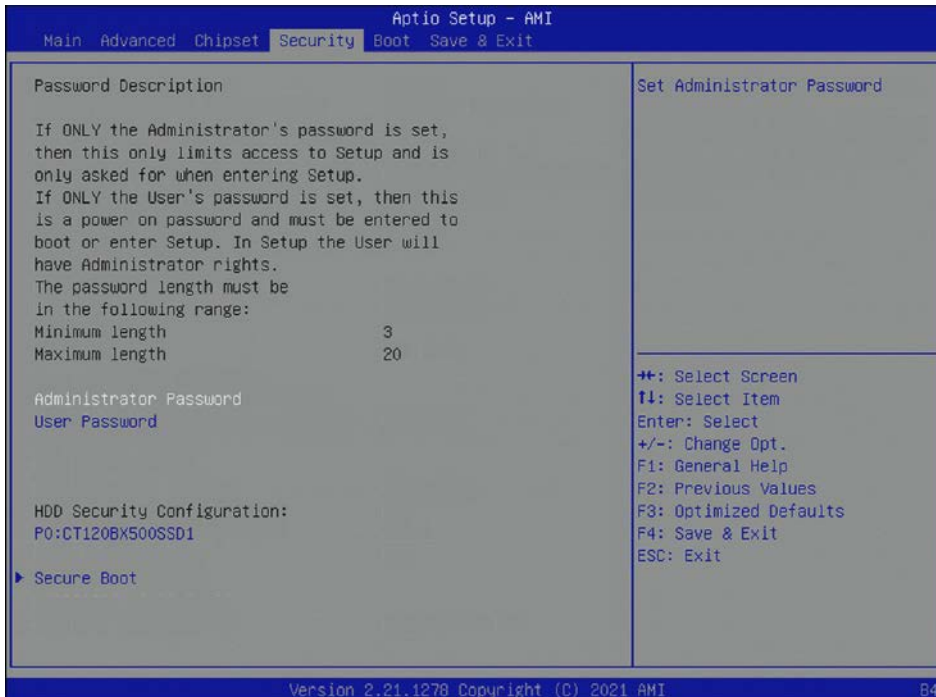 Aptio Setup - AMI
Main Advanced Chipset Security Boot Save & Exit
Password Description
If ONLY the Administrator's password is set,
then this only limits access to Setup and is
only asked for when entering Setup.
If ONLY the User's password is set, then this
is a power on password and must be entered to
boot or enter Setup. In Setup the User will
have Administrator rights.
The password length must be
in the following range:
Minimum length 3
Maximum length 20
Administrator Password
User Password
HDD Security Configuration:
P0:CT120BX500SSD1
Secure Boot
Set Administrator Password
→←: Select Screen
↑↓: Select Item
Enter: Select
+/-: Change Opt.
F1: General Help
F2: Previous Values
F3: Optimized Defaults
F4: Save & Exit
ESC: Exit
Version 2.21.1278 Copyright (C) 2021 AMI